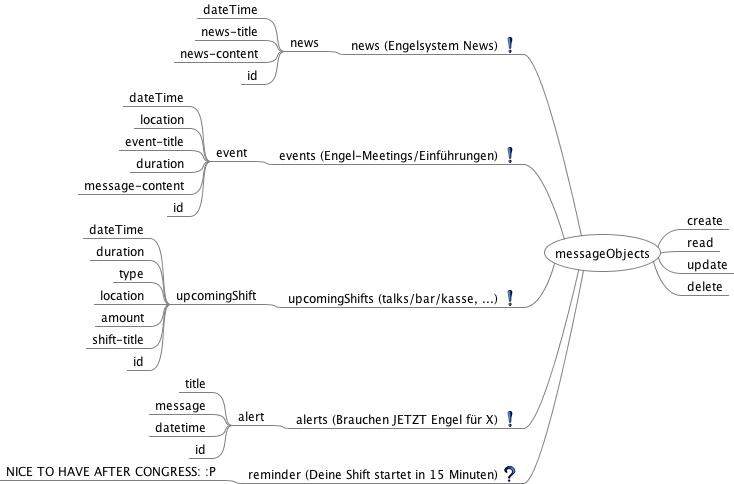 dateTime
news-title
news-content
id
news
news (Engelsystem News)
dateTime
location
event-title
duration
message-content
id
event
events (Engel-Meetings/Einführungen)
dateTime
duration
type
location
amount
shift-title
id
upcomingShift
upcomingShifts (talks/bar/kasse, ...)
title
message
datetime
id
alert
alerts (Brauchen JETZT Engel für X)
NICE TO HAVE AFTER CONGRESS: :P
reminder (Deine Shift startet in 15 Minuten)
messageObjects
create
read
update
delete